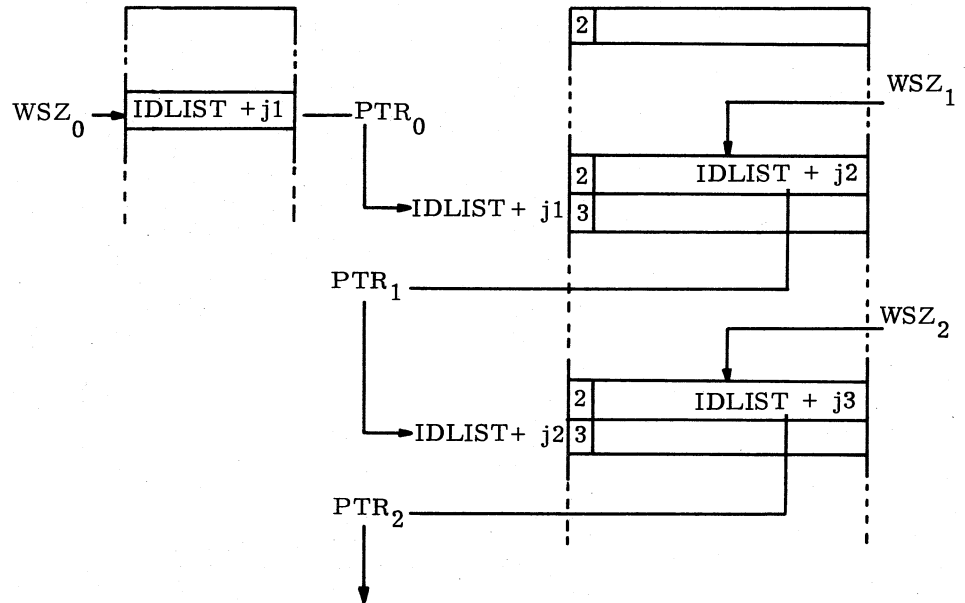 2
WSZ1
WSZ0 IDLIST + j1 PTR0
2 IDLIST + j2
IDLIST + j1 3
PTR1
WSZ2
2 IDLIST + j3
IDLIST + j2 3
PTR2